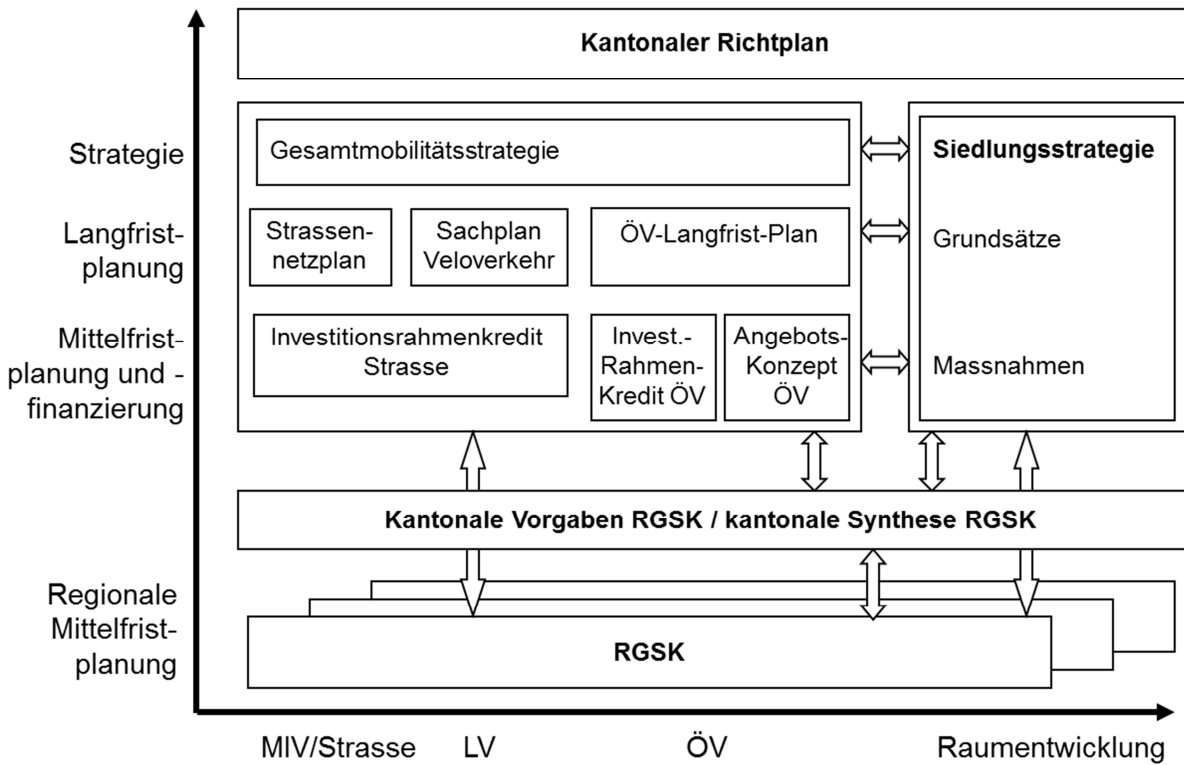 Kantonaler Richtplan
Strategie
Gesamtmobilitätsstrategie
Siedlungsstrategie
Langfrist-
planung
Strassen-
netzplan
Sachplan
Veloverkehr
ÖV-Langfrist-Plan
Grundsätze
Mittelfrist-
planung und -
finanzierung
Investitionsrahmenkredit
Strasse
Invest.-
Rahmen-
Kredit ÖV
Angebots-
Konzept
ÖV
Massnahmen
Kantonale Vorgaben RGSK / kantonale Synthese RGSK
Regionale
Mittelfrist-
planung
RGSK
MIV/Strasse
LV
ÖV
Raumentwicklung